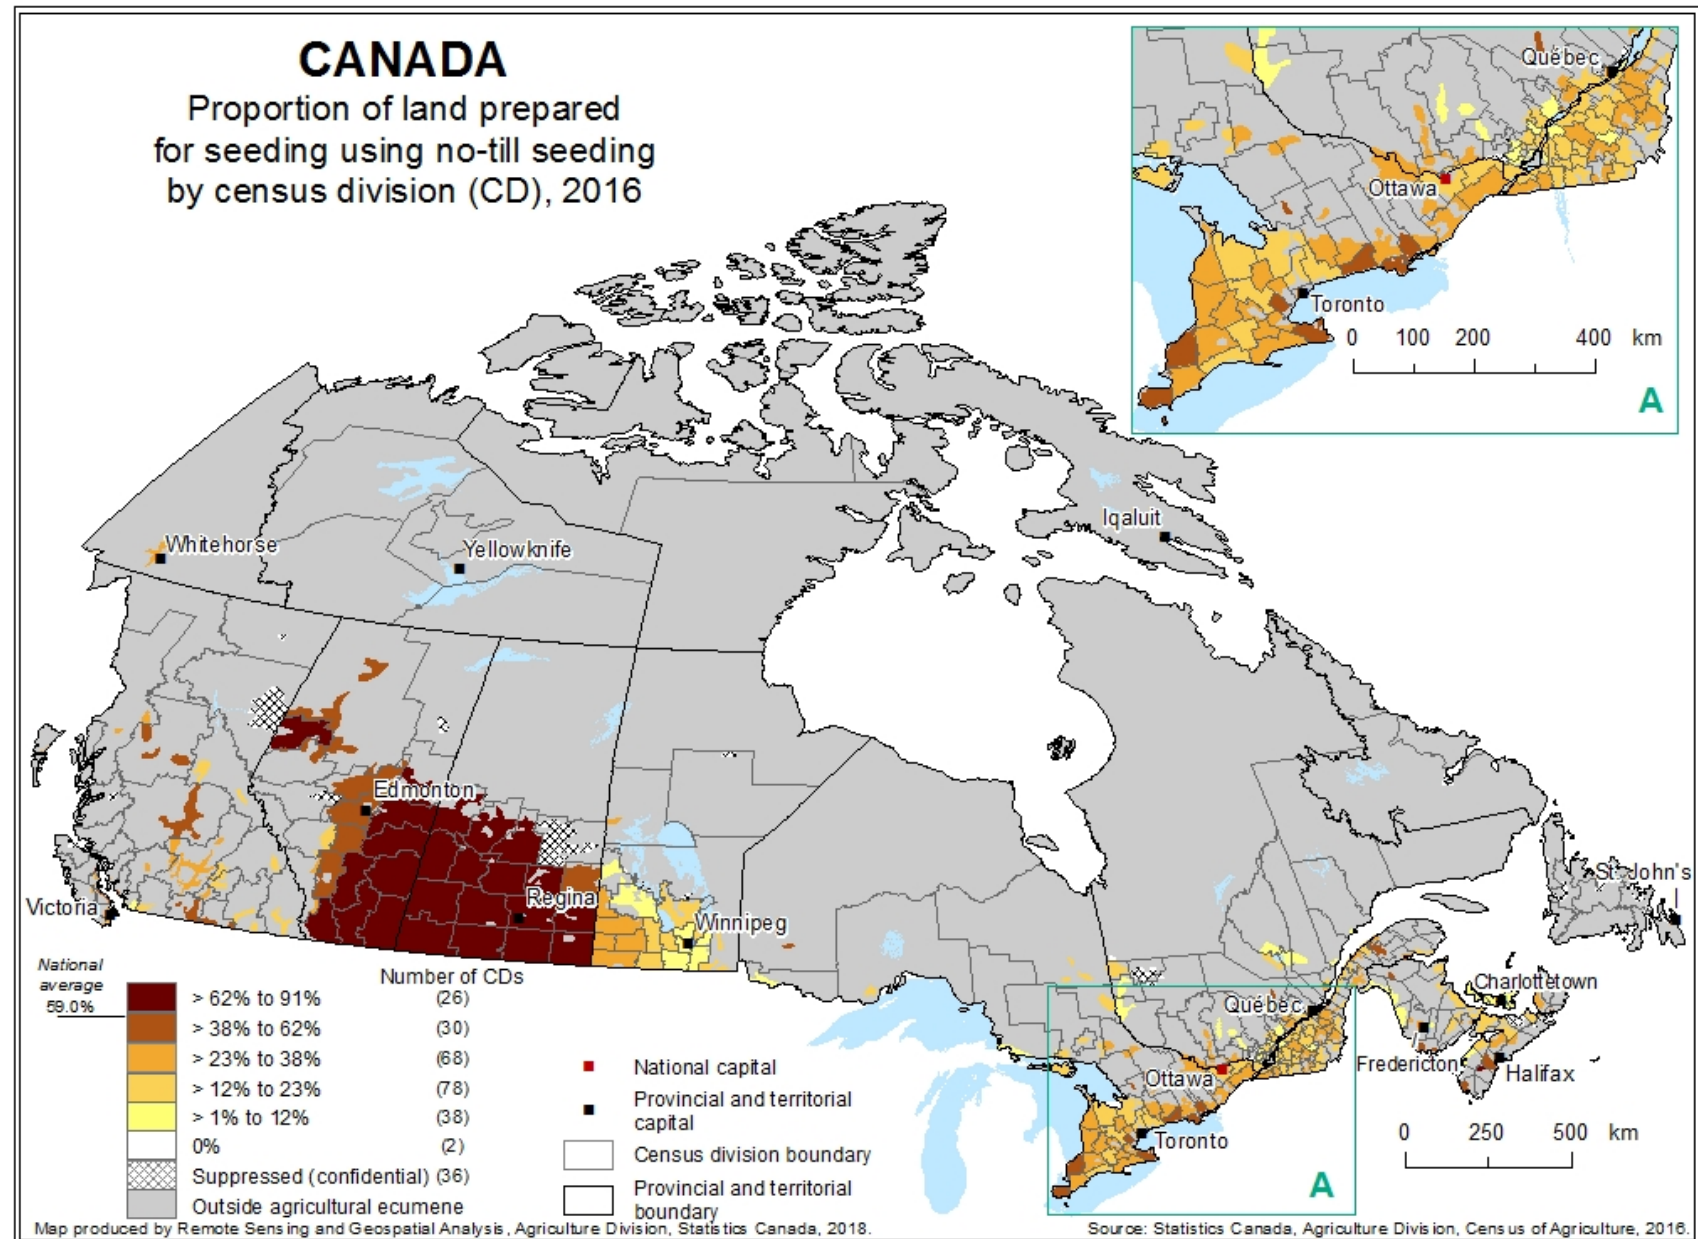 CANADA
Proportion of land prepared
for seeding using no-till seeding
by census division (CD), 2016
Québec
Ottawa
Toronto
0 100 200 400 km
A
Iqaluit
Whitehorse
Yellowknife
Edmonton
Regina
Winnipeg
Victoria
St. John's
Charlottetown
Québec
Fredericton
Halifax
Ottawa
Toronto
0 250 500 km
A
National
average
59.0%
Number of CDs
> 62% to 91% (26)
> 38% to 62% (30)
> 23% to 38% (68)
> 12% to 23% (78)
> 1% to 12% (38)
0% (2)
Suppressed (confidential) (36)
Outside agricultural ecumene
National capital
Provincial and territorial
capital
Census division boundary
Provincial and territorial
boundary
Map produced by Remote Sensing and Geospatial Analysis, Agriculture Division, Statistics Canada, 2018.
Source: Statistics Canada, Agriculture Division, Census of Agriculture, 2016.